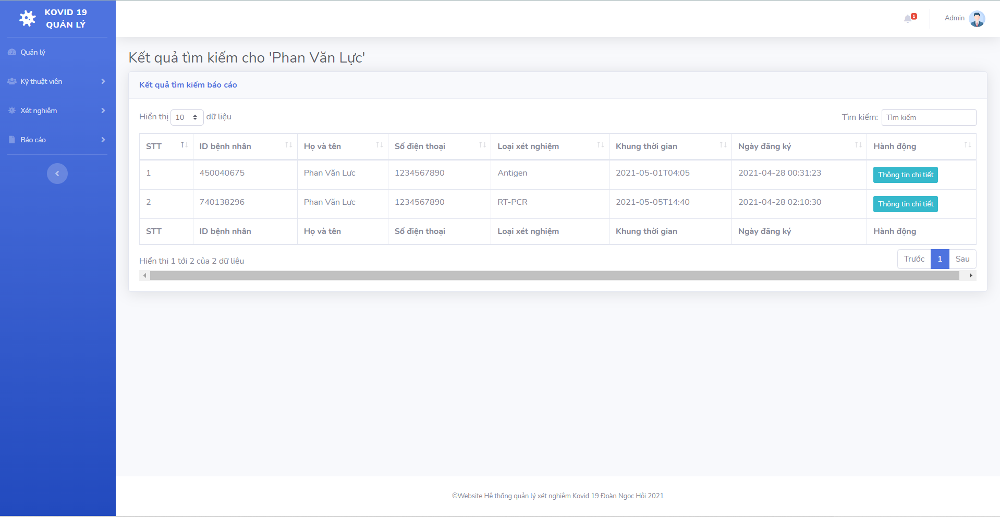 KOVID 19
QUẢN LÝ
1
Admin
Quản lý
Kỹ thuật viên
Xét nghiệm
Báo cáo
Kết quả tìm kiếm cho 'Phan Văn Lực'
Kết quả tìm kiếm báo cáo
Hiển thị 10 dữ liệu
Tìm kiếm: Tìm kiếm
STT ID bệnh nhân Họ và tên Số điện thoại Loại xét nghiệm Khung thời gian Ngày đăng ký Hành động
1 450040675 Phan Văn Lực 1234567890 Antigen 2021-05-01T04:05 2021-04-28 00:31:23 Thông tin chi tiết
2 740138296 Phan Văn Lực 1234567890 RT-PCR 2021-05-05T14:40 2021-04-28 02:10:30 Thông tin chi tiết
STT ID bệnh nhân Họ và tên Số điện thoại Loại xét nghiệm Khung thời gian Ngày đăng ký Hành động
Hiển thị 1 tới 2 của 2 dữ liệu
Trước 1 Sau
©Website Hệ thống quản lý xét nghiệm Kovid 19 Đoàn Ngọc Hội 2021